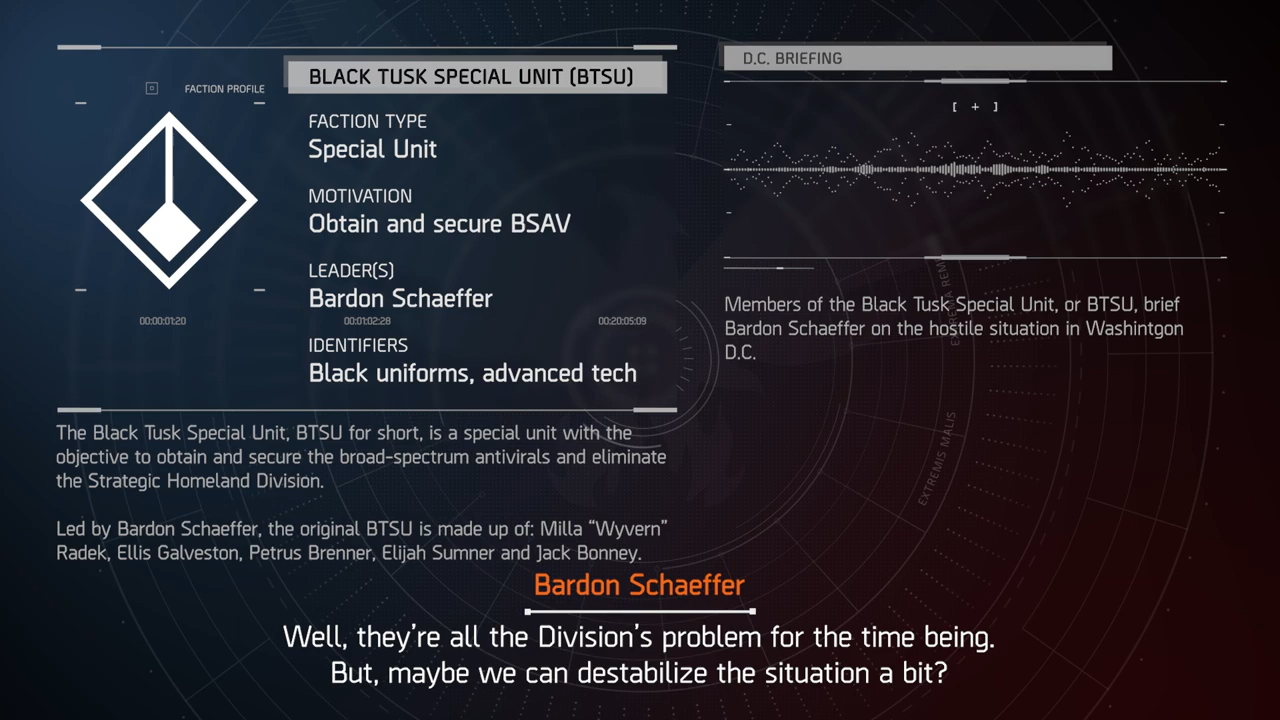 FACTION PROFILE
BLACK TUSK SPECIAL UNIT (BTSU)
FACTION TYPE
Special Unit
MOTIVATION
Obtain and secure BSAV
LEADER(S)
Bardon Schaeffer
00:00:01:20
00:01:02:28
00:20:05:09
IDENTIFIERS
Black uniforms, advanced tech
The Black Tusk Special Unit, BTSU for short, is a special unit with the
objective to obtain and secure the broad-spectrum antivirals and eliminate
the Strategic Homeland Division.
Led by Bardon Schaeffer, the original BTSU is made up of: Milla “Wyvern”
Radek, Ellis Galveston, Petrus Brenner, Elijah Sumner and Jack Bonney.
D.C. BRIEFING
[ + ]
Members of the Black Tusk Special Unit, or BTSU, brief
Bardon Schaeffer on the hostile situation in Washintgon
D.C.
EXTREMIS MALIS
Bardon Schaeffer
Well, they’re all the Division’s problem for the time being.
But, maybe we can destabilize the situation a bit?